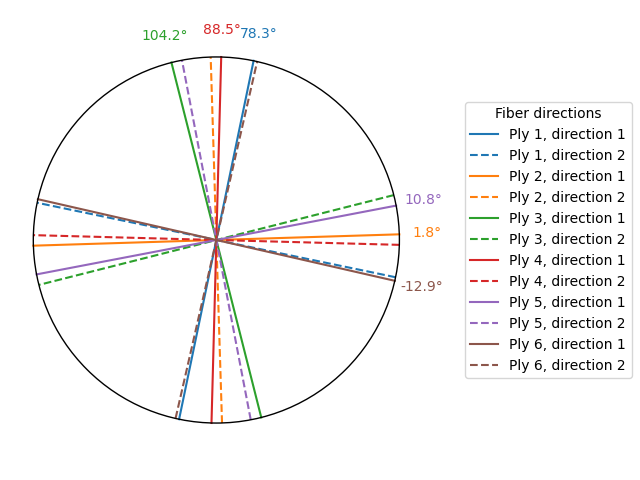 88.5°
78.3°
104.2°
10.8°
1.8°
-12.9°
Fiber directions
Ply 1, direction 1
Ply 1, direction 2
Ply 2, direction 1
Ply 2, direction 2
Ply 3, direction 1
Ply 3, direction 2
Ply 4, direction 1
Ply 4, direction 2
Ply 5, direction 1
Ply 5, direction 2
Ply 6, direction 1
Ply 6, direction 2